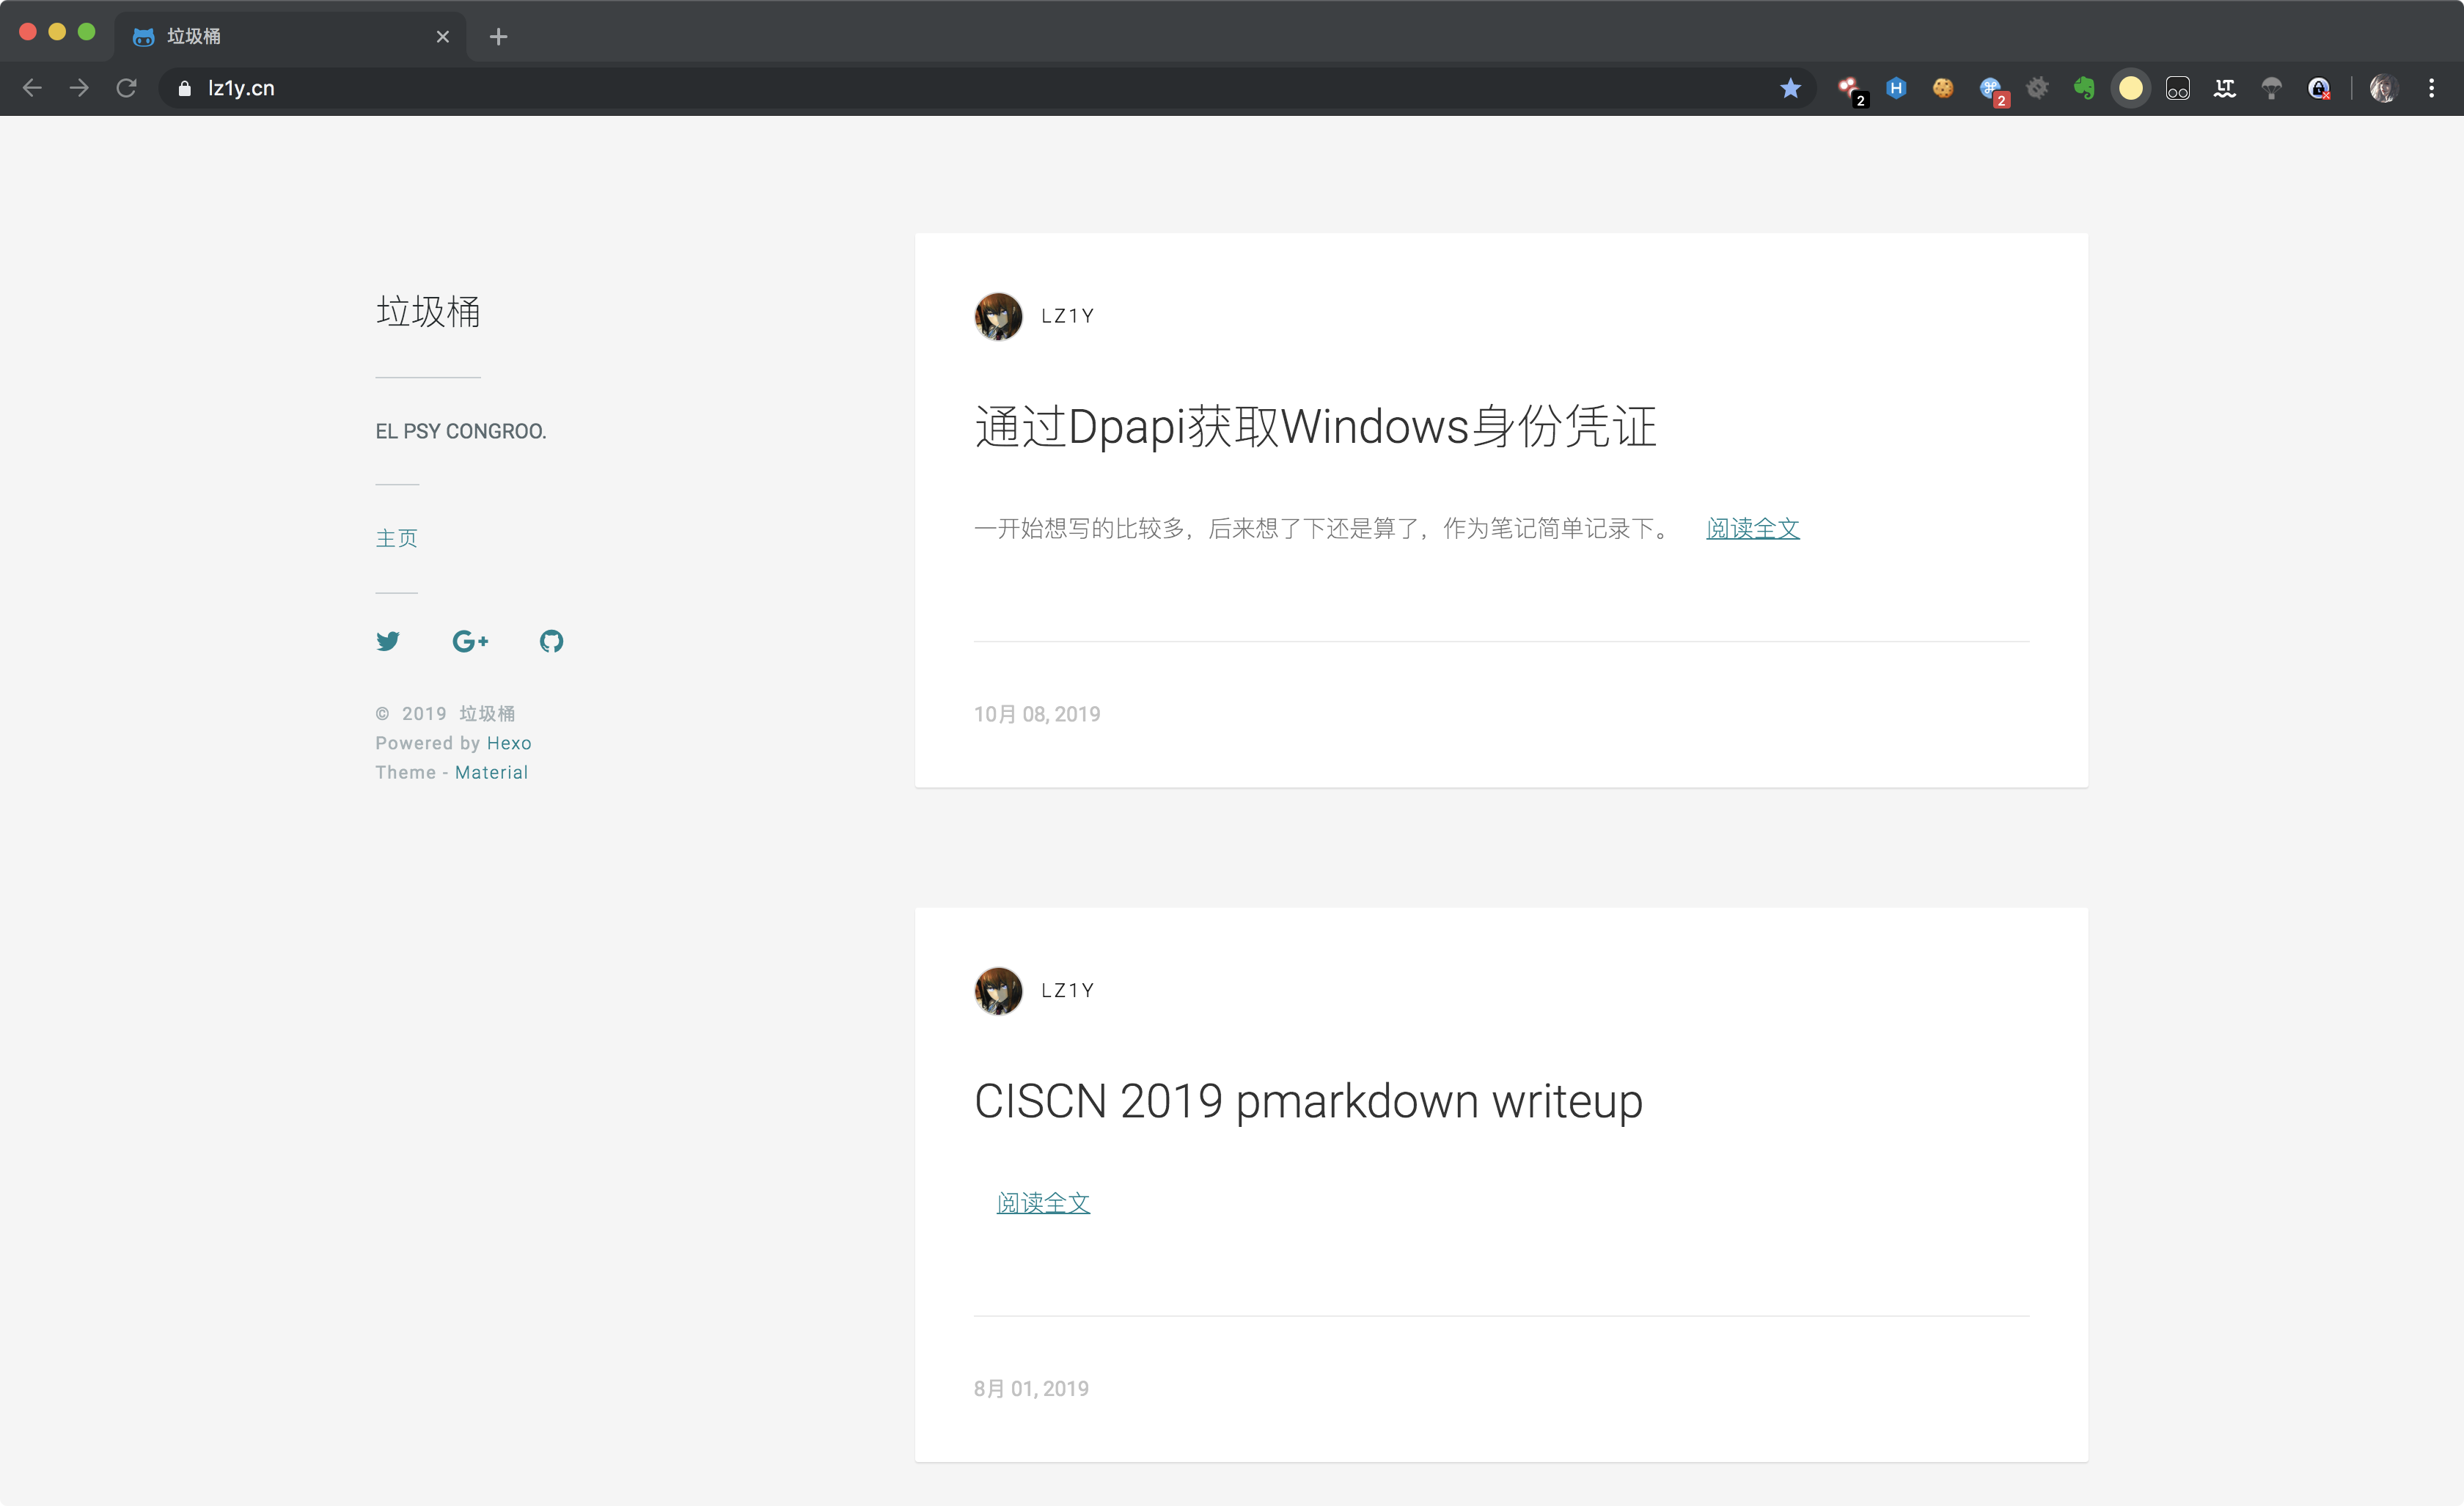 垃圾桶
lz1y.cn
2
H
2
LT
垃圾桶
EL PSY CONGROO.
主页
G+
© 2019 垃圾桶
Powered by Hexo
Theme - Material
LZ1Y
通过Dpapi获取Windows身份凭证
一开始想写的比较多，后来想了下还是算了，作为笔记简单记录下。 阅读全文
10月 08, 2019
LZ1Y
CISCN 2019 pmarkdown writeup
阅读全文
8月 01, 2019